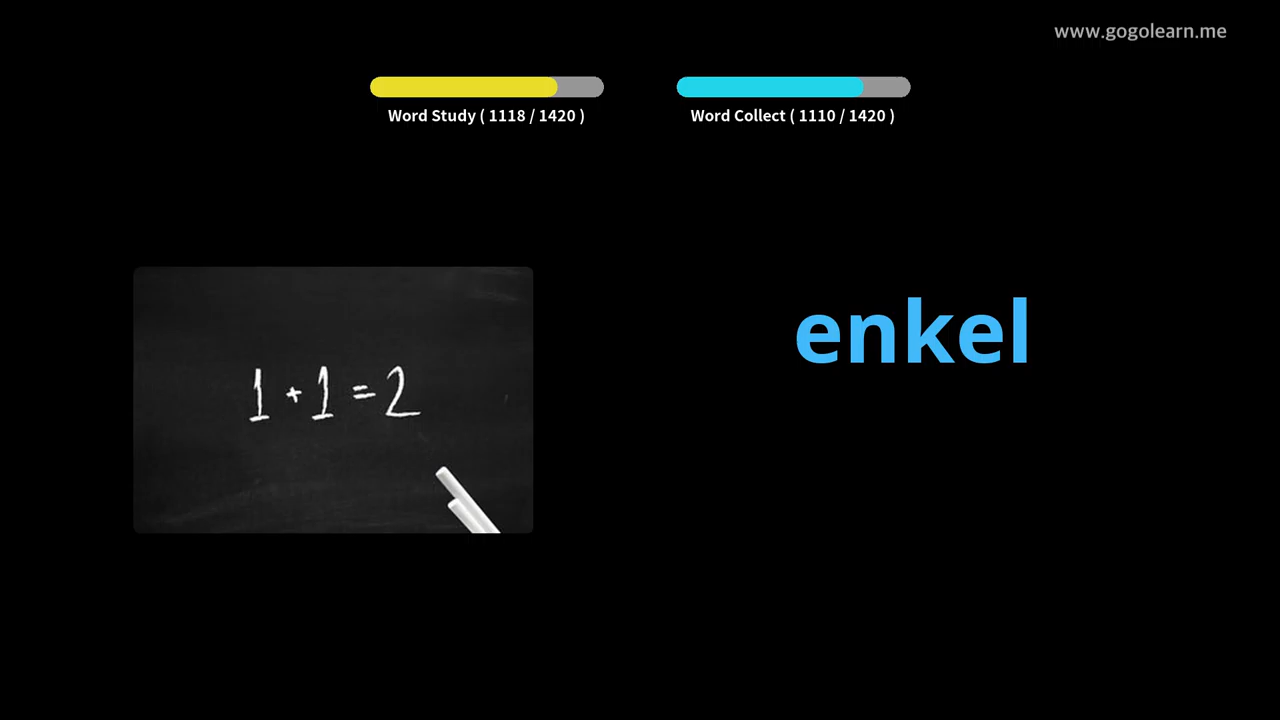 www.gogolearn.me
Word Study ( 1118 / 1420 )
Word Collect ( 1110 / 1420 )
enkel
1 + 1 = 2